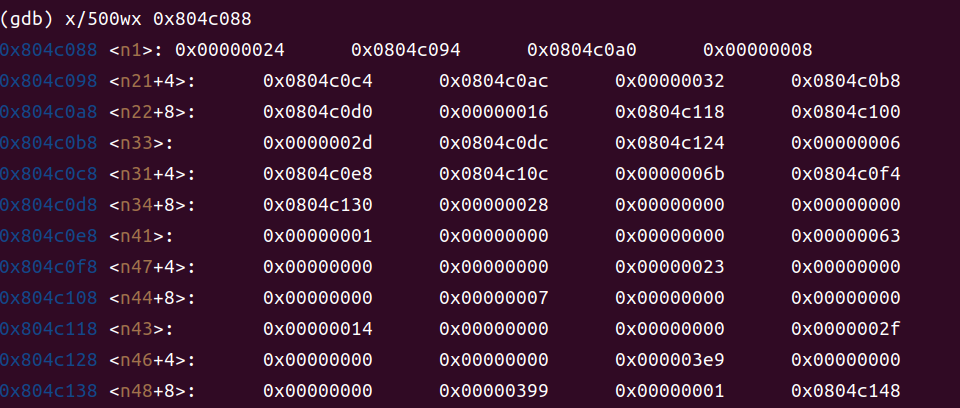 (gdb) x/500wx 0x804c088
0x804c088 <n1>: 0x00000024 0x0804c094 0x0804c0a0 0x00000008
0x804c098 <n21+4>: 0x0804c0c4 0x0804c0ac 0x00000032 0x0804c0b8
0x804c0a8 <n22+8>: 0x0804c0d0 0x00000016 0x0804c118 0x0804c100
0x804c0b8 <n33>: 0x0000002d 0x0804c0dc 0x0804c124 0x00000006
0x804c0c8 <n31+4>: 0x0804c0e8 0x0804c10c 0x0000006b 0x0804c0f4
0x804c0d8 <n34+8>: 0x0804c130 0x00000028 0x00000000 0x00000000
0x804c0e8 <n41>: 0x00000001 0x00000000 0x00000000 0x00000063
0x804c0f8 <n47+4>: 0x00000000 0x00000000 0x00000023 0x00000000
0x804c108 <n44+8>: 0x00000000 0x00000007 0x00000000 0x00000000
0x804c118 <n43>: 0x00000014 0x00000000 0x00000000 0x0000002f
0x804c128 <n46+4>: 0x00000000 0x00000000 0x000003e9 0x00000000
0x804c138 <n48+8>: 0x00000000 0x00000399 0x00000001 0x0804c148